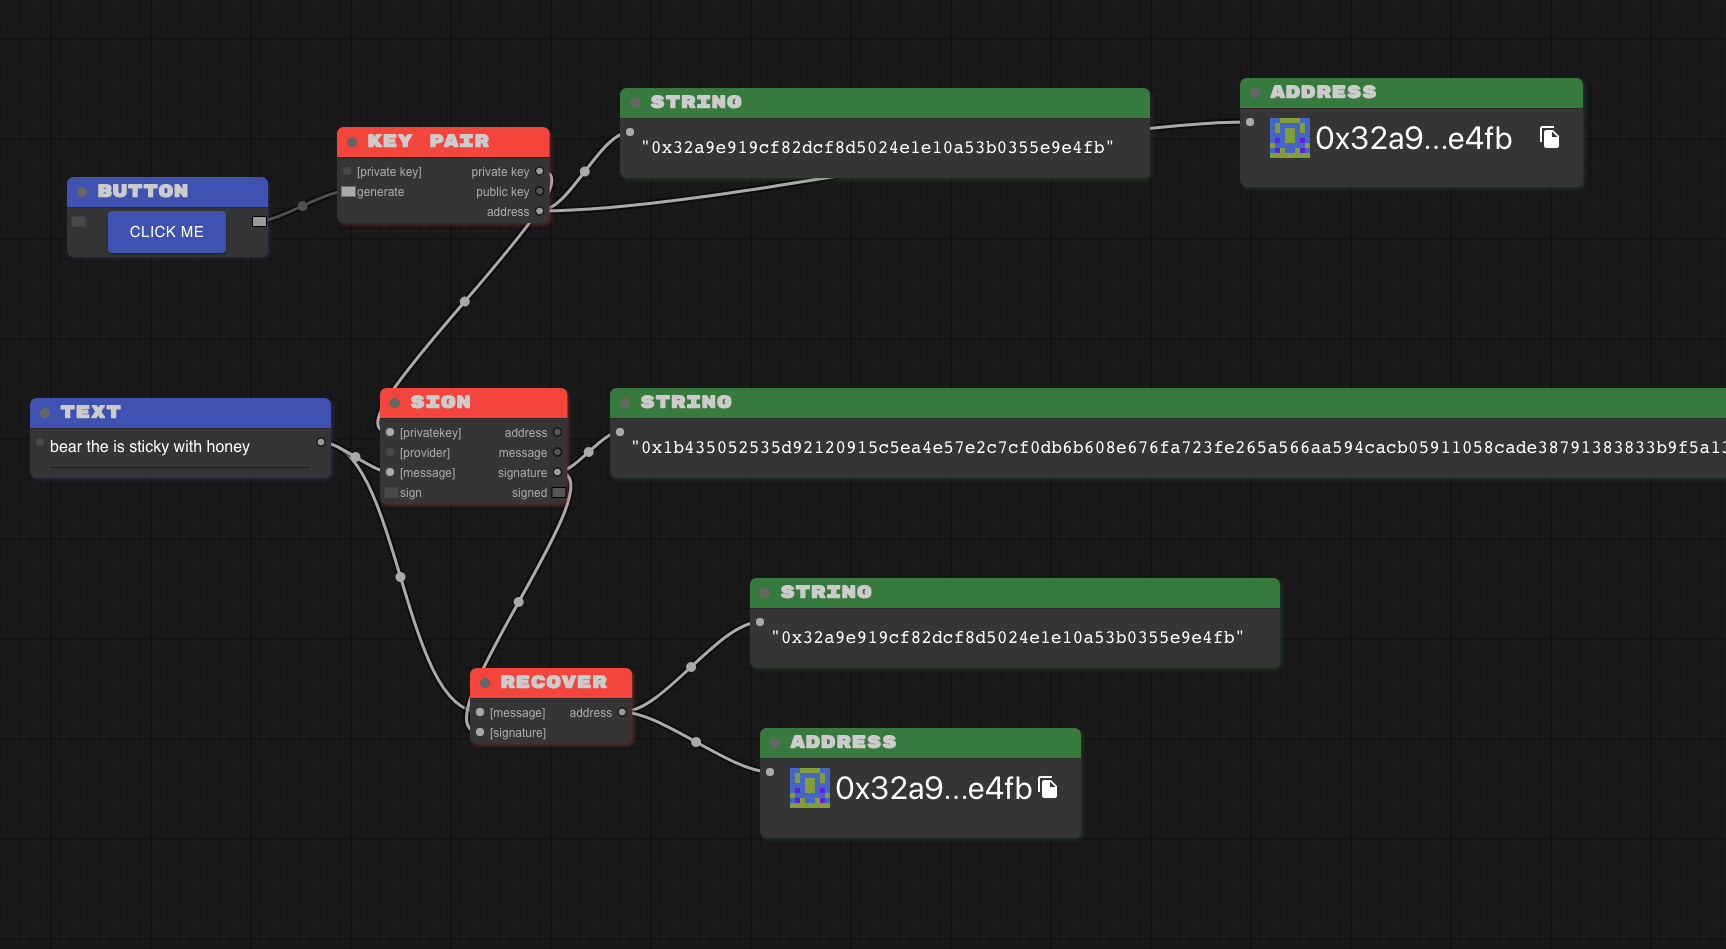 BUTTON
CLICK ME
KEY PAIR
[private key] private key
generate public key
address
STRING
"0x32a9e919cf82dcf8d5024e1e10a53b0355e9e4fb"
ADDRESS
0x32a9...e4fb
TEXT
bear the is sticky with honey
SIGN
[privatekey] address
[provider] message
[message] signature
sign signed
STRING
"0x1b435052535d92120915c5ea4e57e2c7cf0db6b608e676fa723fe265a566aa594cacb05911058cade38791383833b9f5a13
RECOVER
[message] address
[signature]
STRING
"0x32a9e919cf82dcf8d5024e1e10a53b0355e9e4fb"
ADDRESS
0x32a9...e4fb